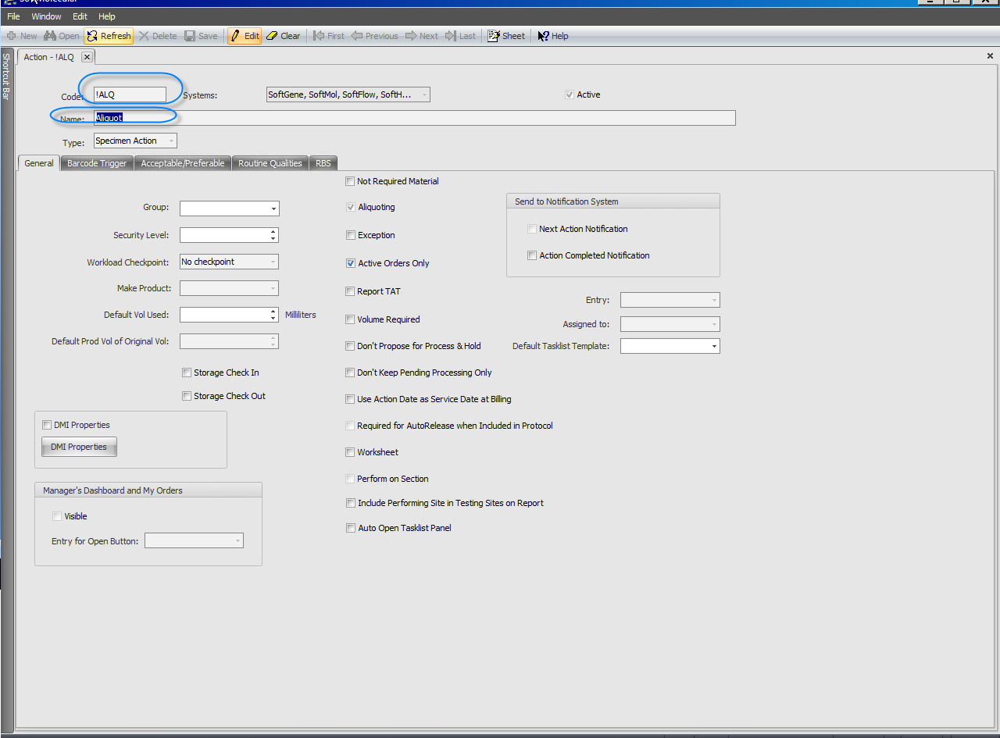 File Window Edit Help
New Open Refresh Delete Save Edit Clear First Previous Next Last Sheet Help
Shortcut Bar
Action - !ALQ
Code: !ALQ Systems: SoftGene, SoftMol, SoftFlow, SoftH... Active
Name: Aliquot
Type: Specimen Action
General Barcode Trigger Acceptable/Preferable Routine Qualities RBS
Not Required Material
Send to Notification System
Group: Aliquoting
Next Action Notification
Security Level: Exception
Action Completed Notification
Workload Checkpoint: No checkpoint Active Orders Only
Make Product: Report TAT
Entry:
Default Vol Used: Milliliters Volume Required
Assigned to:
Default Prod Vol of Original Vol: Don't Propose for Process & Hold Default Tasklist Template:
Storage Check In Don't Keep Pending Processing Only
Storage Check Out Use Action Date as Service Date at Billing
DMI Properties Required for AutoRelease when Included in Protocol
DMI Properties Worksheet
Perform on Section
Manager's Dashboard and My Orders
Include Performing Site in Testing Sites on Report
Visible
Auto Open Tasklist Panel
Entry for Open Button: